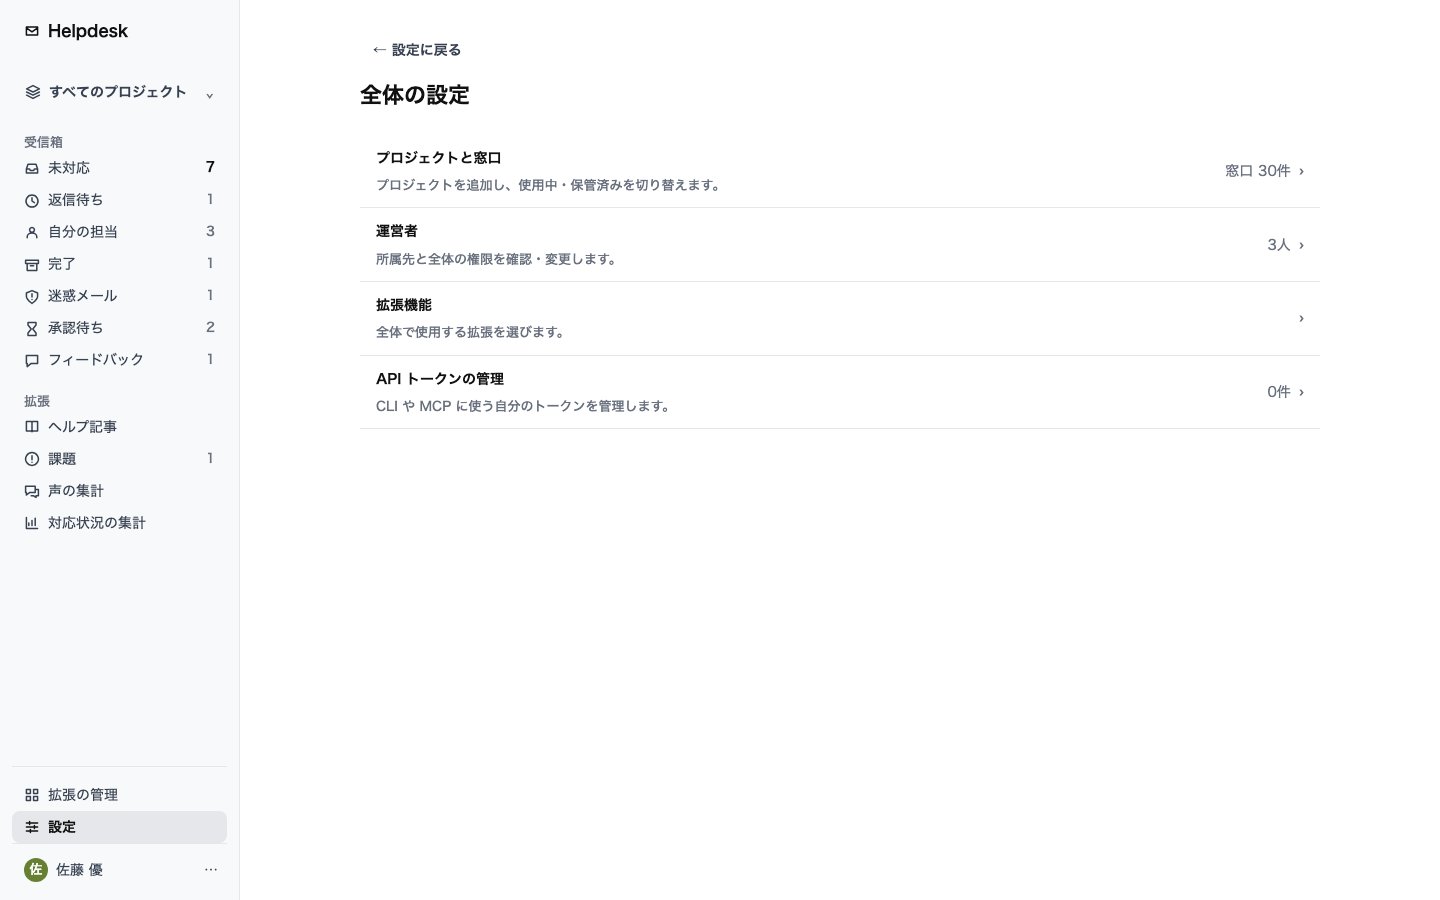 Helpdesk
すべてのプロジェクト
受信箱
未対応 7
返信待ち 1
自分の担当 3
完了 1
迷惑メール 1
承認待ち 2
フィードバック 1
拡張
ヘルプ記事
課題 1
声の集計
対応状況の集計
拡張の管理
設定
佐 佐藤 優 …
← 設定に戻る
全体の設定
プロジェクトと窓口
プロジェクトを追加し、使用中・保管済みを切り替えます。
窓口 30件 ›
運営者
所属先と全体の権限を確認・変更します。
3人 ›
拡張機能
全体で使用する拡張を選びます。
›
API トークンの管理
CLI や MCP に使う自分のトークンを管理します。
0件 ›